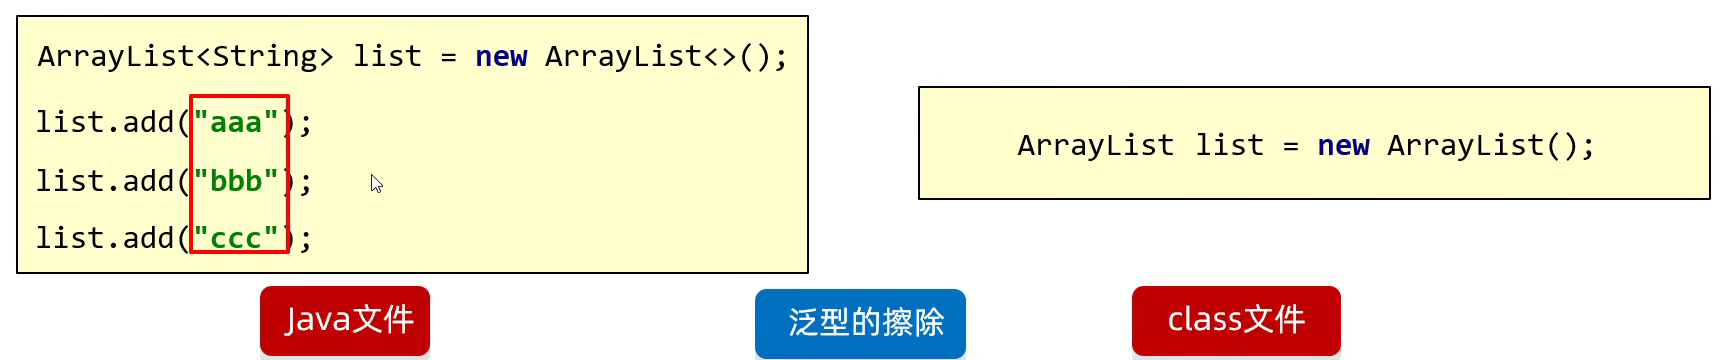 ArrayList<String> list = new ArrayList<>();
list.add("aaa");
list.add("bbb");
list.add("ccc");
ArrayList list = new ArrayList();
Java文件
泛型的擦除
class文件